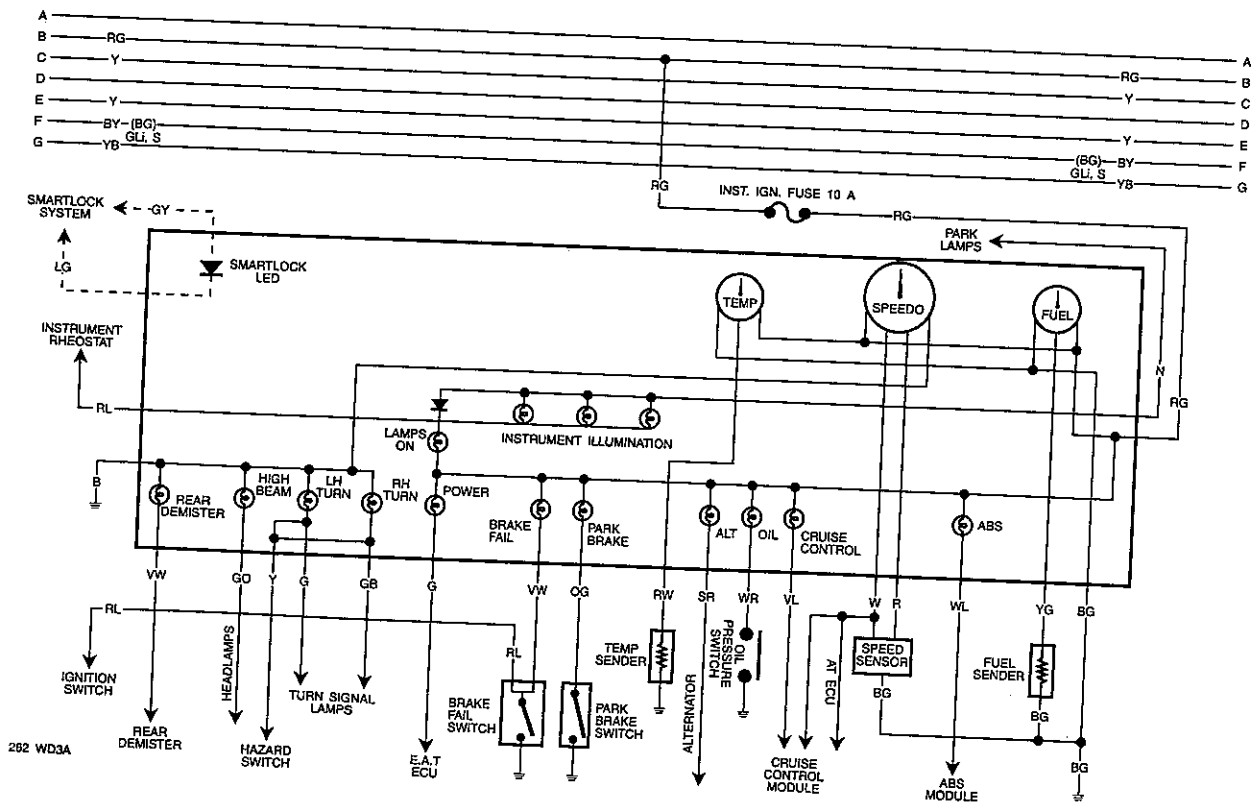 A
B RG
C Y
D
E Y
F BY (BG)
GLi, S
G YB
A
RG B
Y C
D
Y E
(BG) BY F
GLi, S
YB G
RG
INST. IGN. FUSE 10 A
RG
SMARTLOCK
SYSTEM
GY
LG
SMARTLOCK
LED
PARK
LAMPS
TEMP
SPEEDO
FUEL
INSTRUMENT
RHEOSTAT
N
RG
RL
LAMPS
ON
INSTRUMENT ILLUMINATION
B
REAR
DEMISTER
HIGH
BEAM
LH
TURN
RH
TURN
POWER
BRAKE
FAIL
PARK
BRAKE
ALT
OIL
CRUISE
CONTROL
ABS
VW
GO
Y
G
GB
G
VW
OG
RW
SR
WR
VL
W
R
WL
YG
BG
RL
IGNITION
SWITCH
REAR
DEMISTER
HEADLAMPS
HAZARD
SWITCH
TURN SIGNAL
LAMPS
E.A.T
ECU
RL
BRAKE
FAIL
SWITCH
PARK
BRAKE
SWITCH
TEMP
SENDER
ALTERNATOR
OIL
PRESSURE
SWITCH
CRUISE
CONTROL
MODULE
AT ECU
SPEED
SENSOR
BG
ABS
MODULE
FUEL
SENDER
BG
BG
262 WD3A